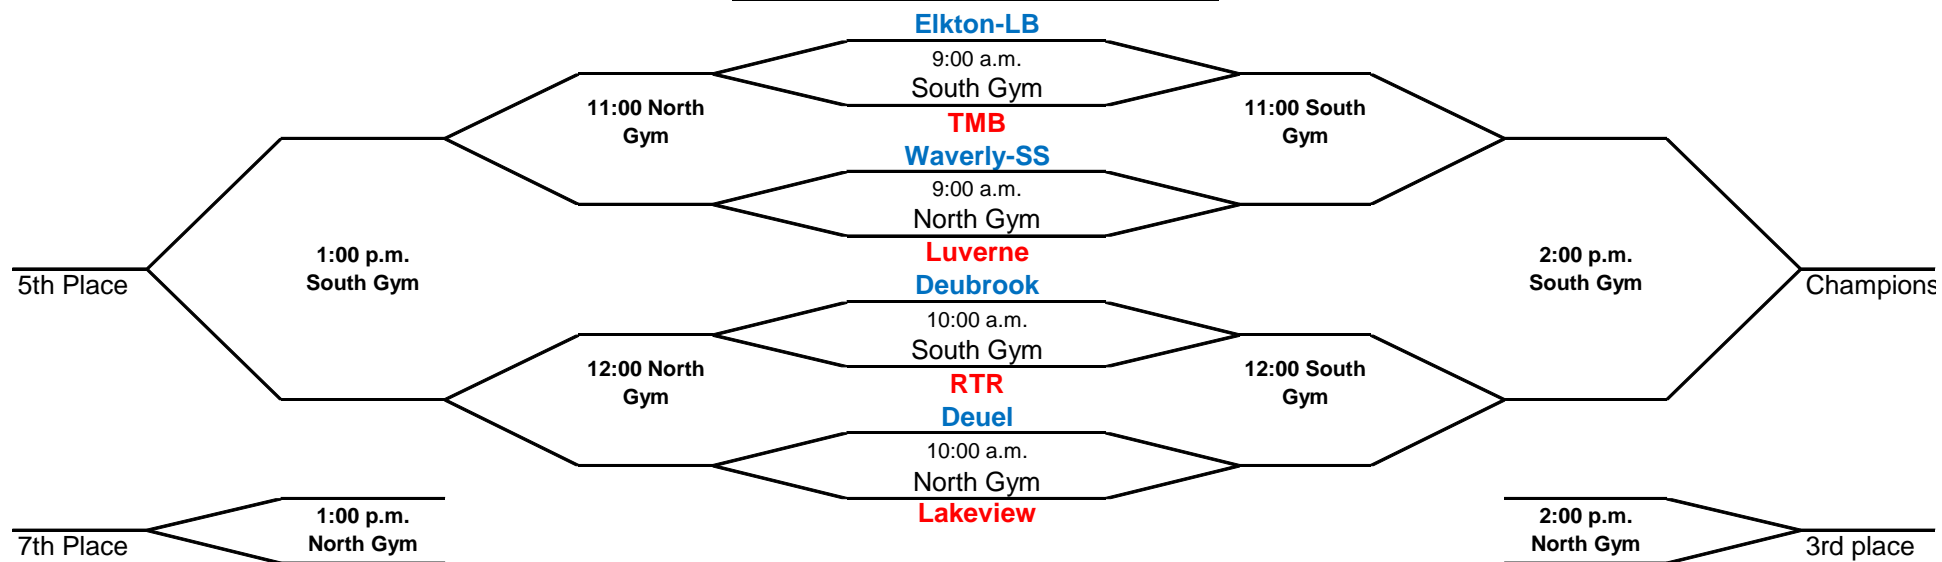 Elkton-LB
9:00 a.m.
South Gym
TMB
11:00 North
Gym
11:00 South
Gym
Waverly-SS
9:00 a.m.
North Gym
Luverne
1:00 p.m.
South Gym
2:00 p.m.
South Gym
5th Place
Champions
Deubrook
10:00 a.m.
South Gym
RTR
12:00 North
Gym
12:00 South
Gym
Deuel
10:00 a.m.
North Gym
Lakeview
1:00 p.m.
North Gym
2:00 p.m.
North Gym
7th Place
3rd place